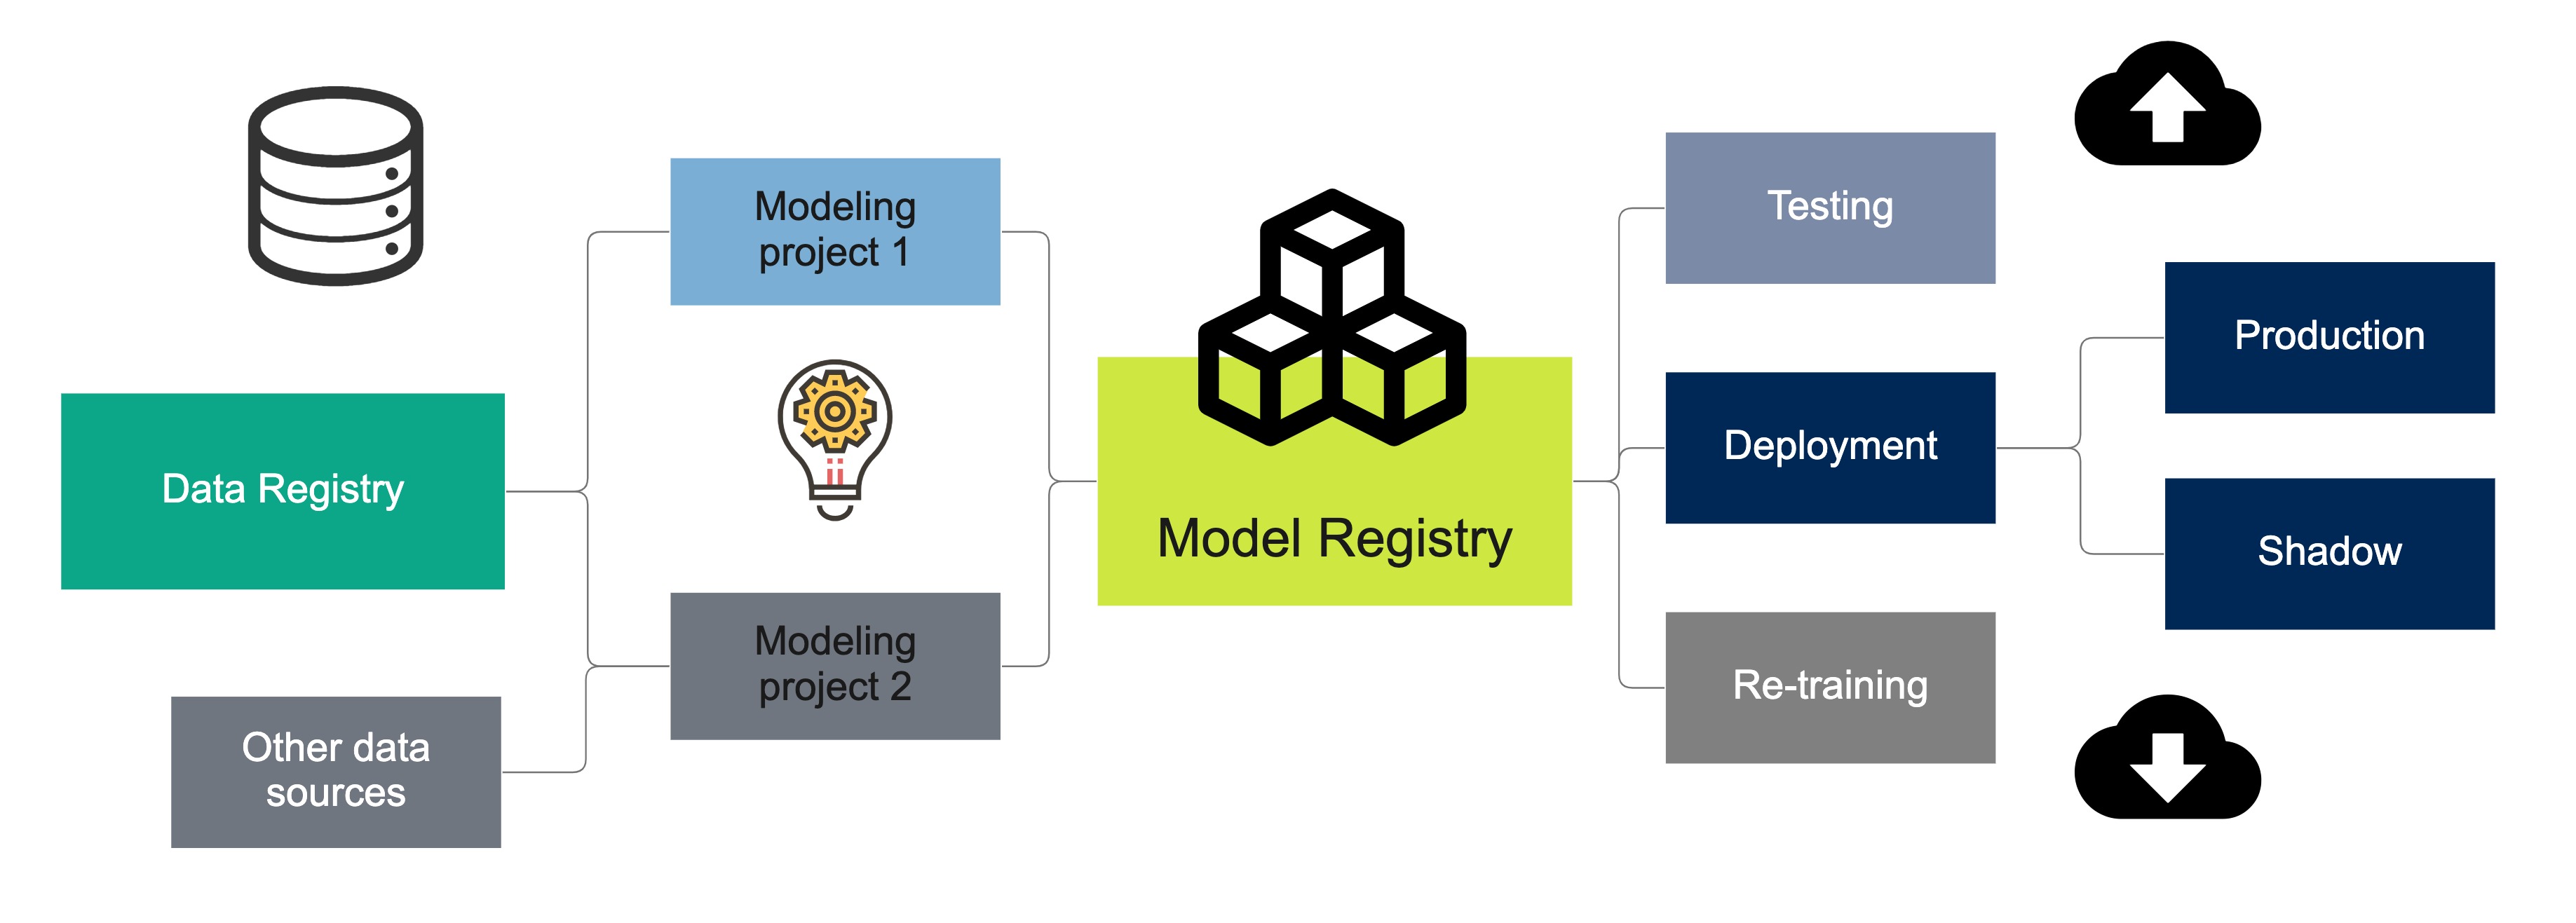 Data Registry
Other data
sources
Modeling
project 1
Modeling
project 2
Model Registry
Testing
Deployment
Re-training
Production
Shadow